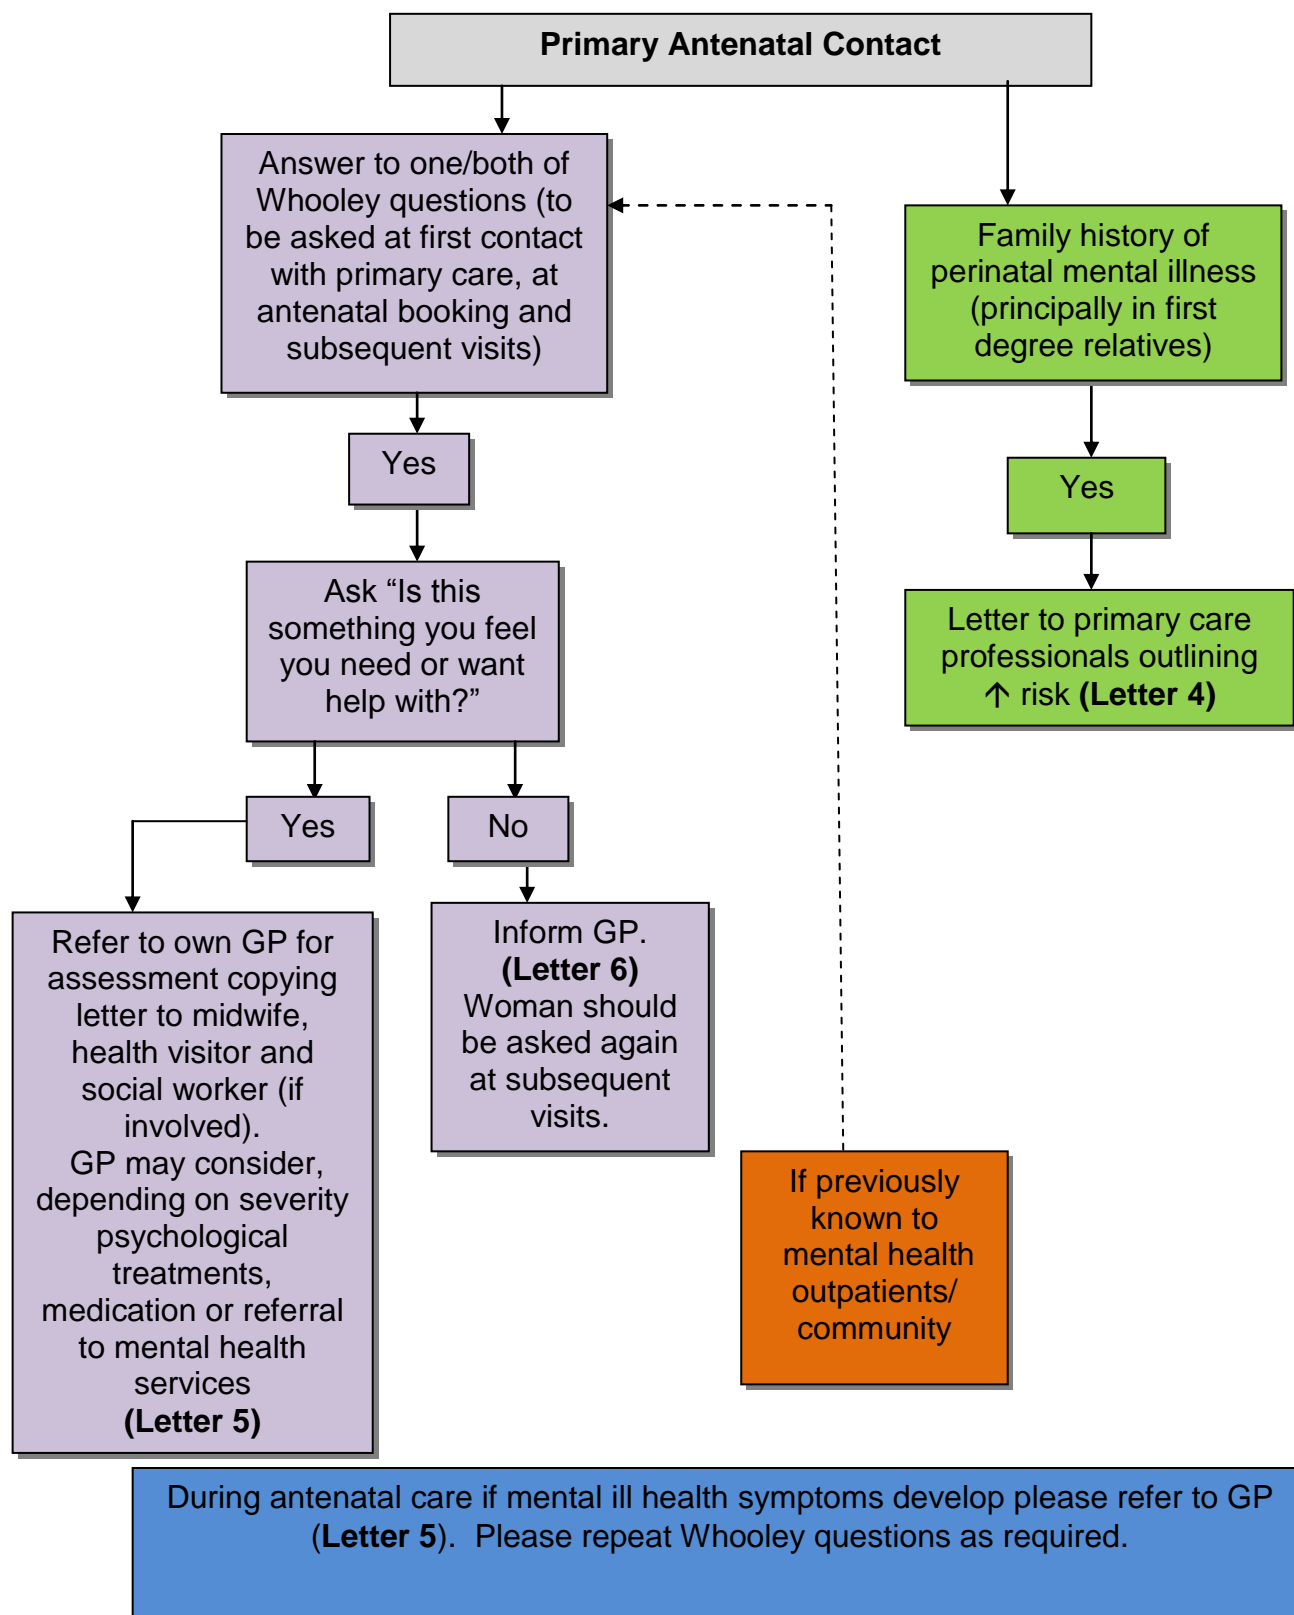 Primary Antenatal Contact
Answer to one/both of
Whooley questions (to
be asked at first contact
with primary care, at
antenatal booking and
subsequent visits)
Yes
Ask “Is this
something you feel
you need or want
help with?”
Yes
No
Refer to own GP for
assessment copying
letter to midwife,
health visitor and
social worker (if
involved).
GP may consider,
depending on severity
psychological
treatments,
medication or referral
to mental health
services
(Letter 5)
Inform GP.
(Letter 6)
Woman should
be asked again
at subsequent
visits.
Family history of
perinatal mental illness
(principally in first
degree relatives)
Yes
Letter to primary care
professionals outlining
↑ risk (Letter 4)
If previously
known to
mental health
outpatients/
community
During antenatal care if mental ill health symptoms develop please refer to GP
(Letter 5).  Please repeat Whooley questions as required.